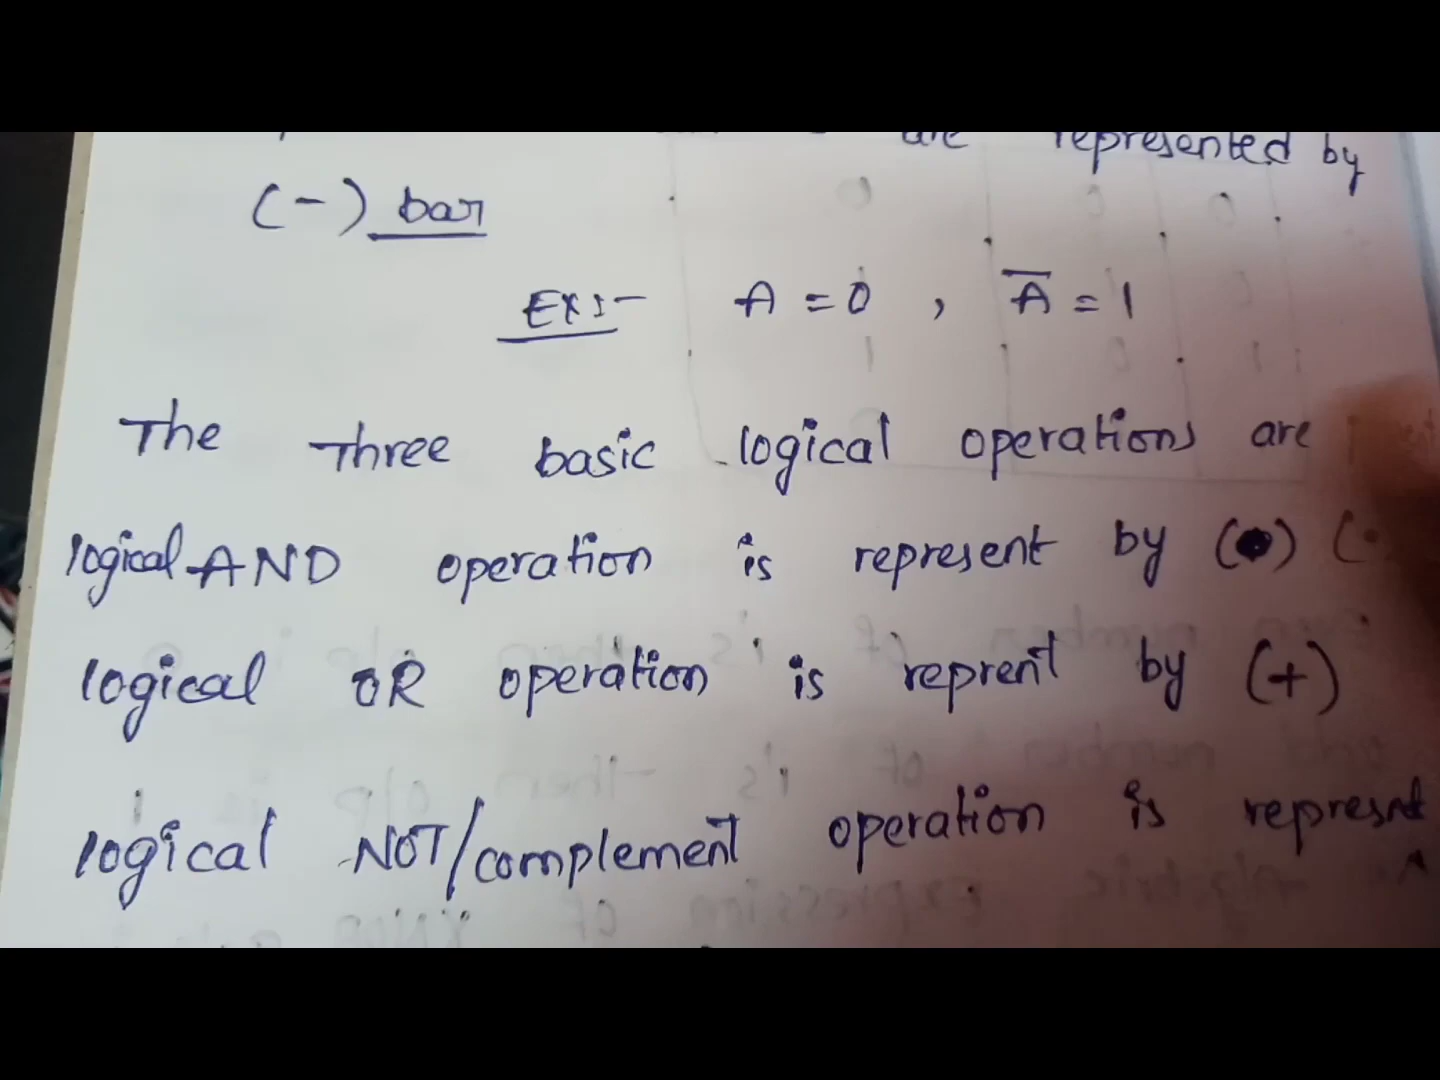 are represented by
(-) bar
EX:- A = 0 , A̅ = 1
The Three basic logical operations are
logical AND operation is represent by (•) (•
logical OR operation is reprent by (+)
logical NOT/complement operation is represnt